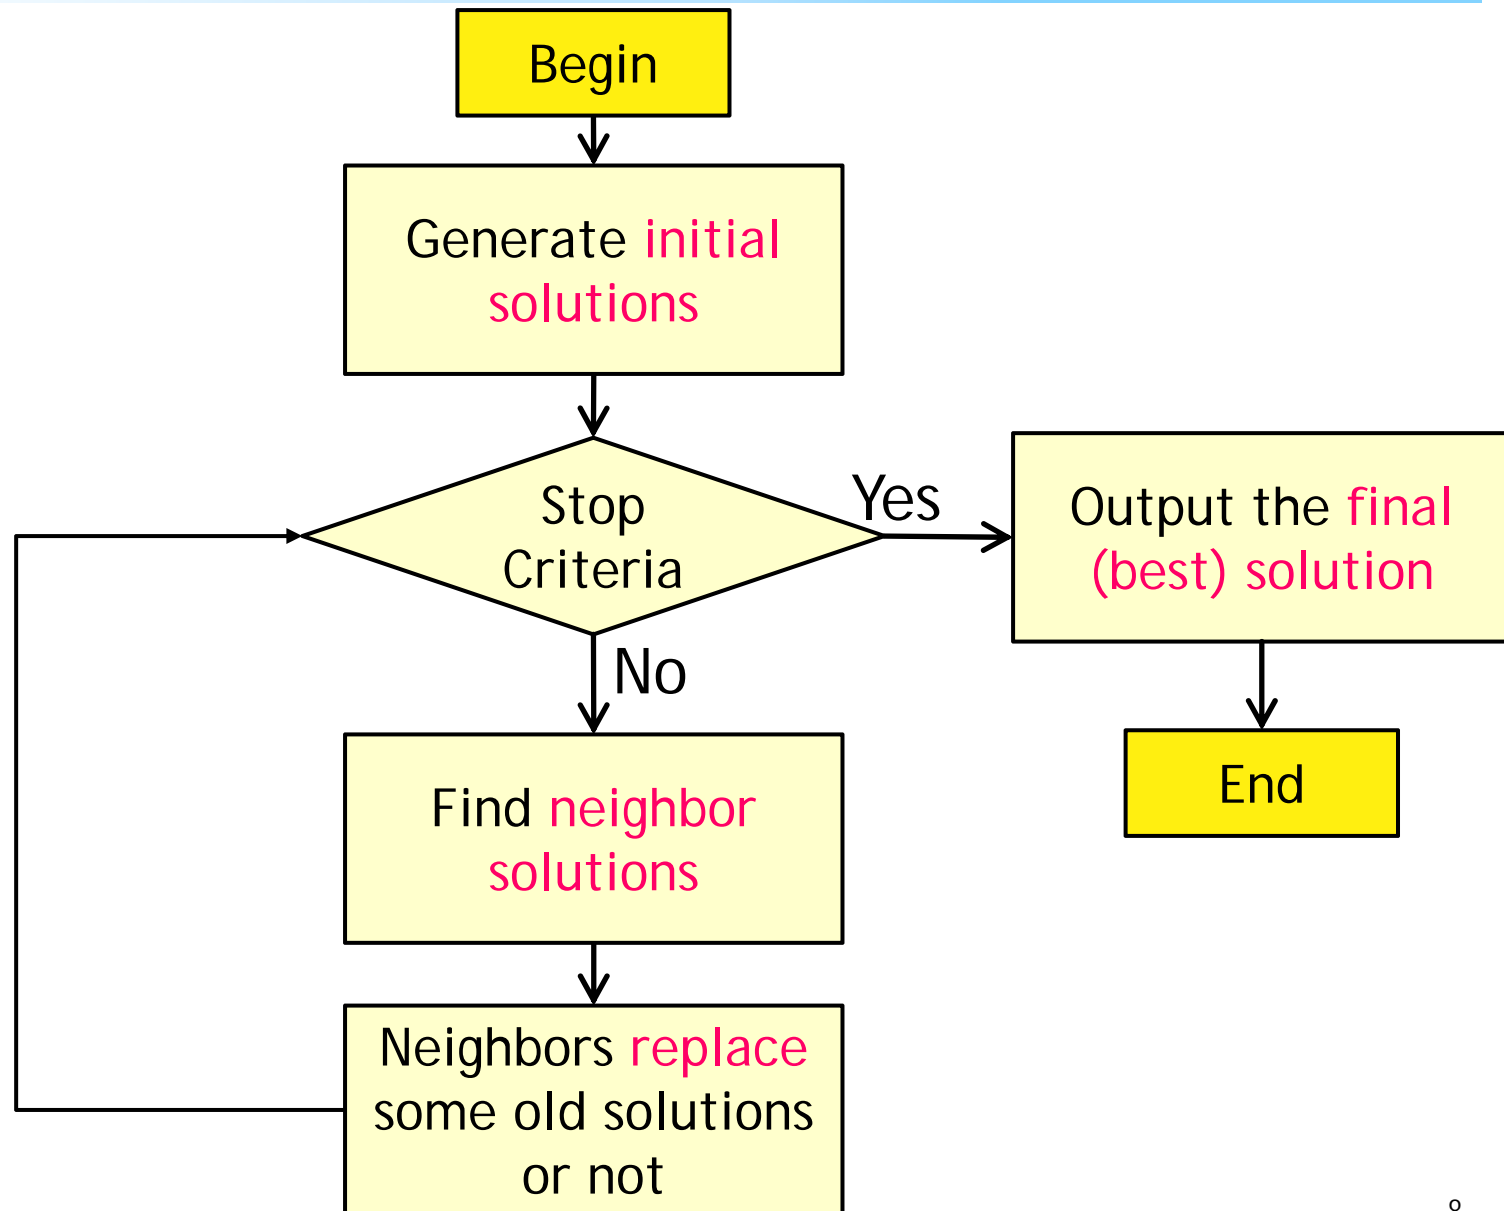 Begin
Generate initial
solutions
Stop
Criteria
Yes
Output the final
(best) solution
No
End
Find neighbor
solutions
Neighbors replace
some old solutions
or not